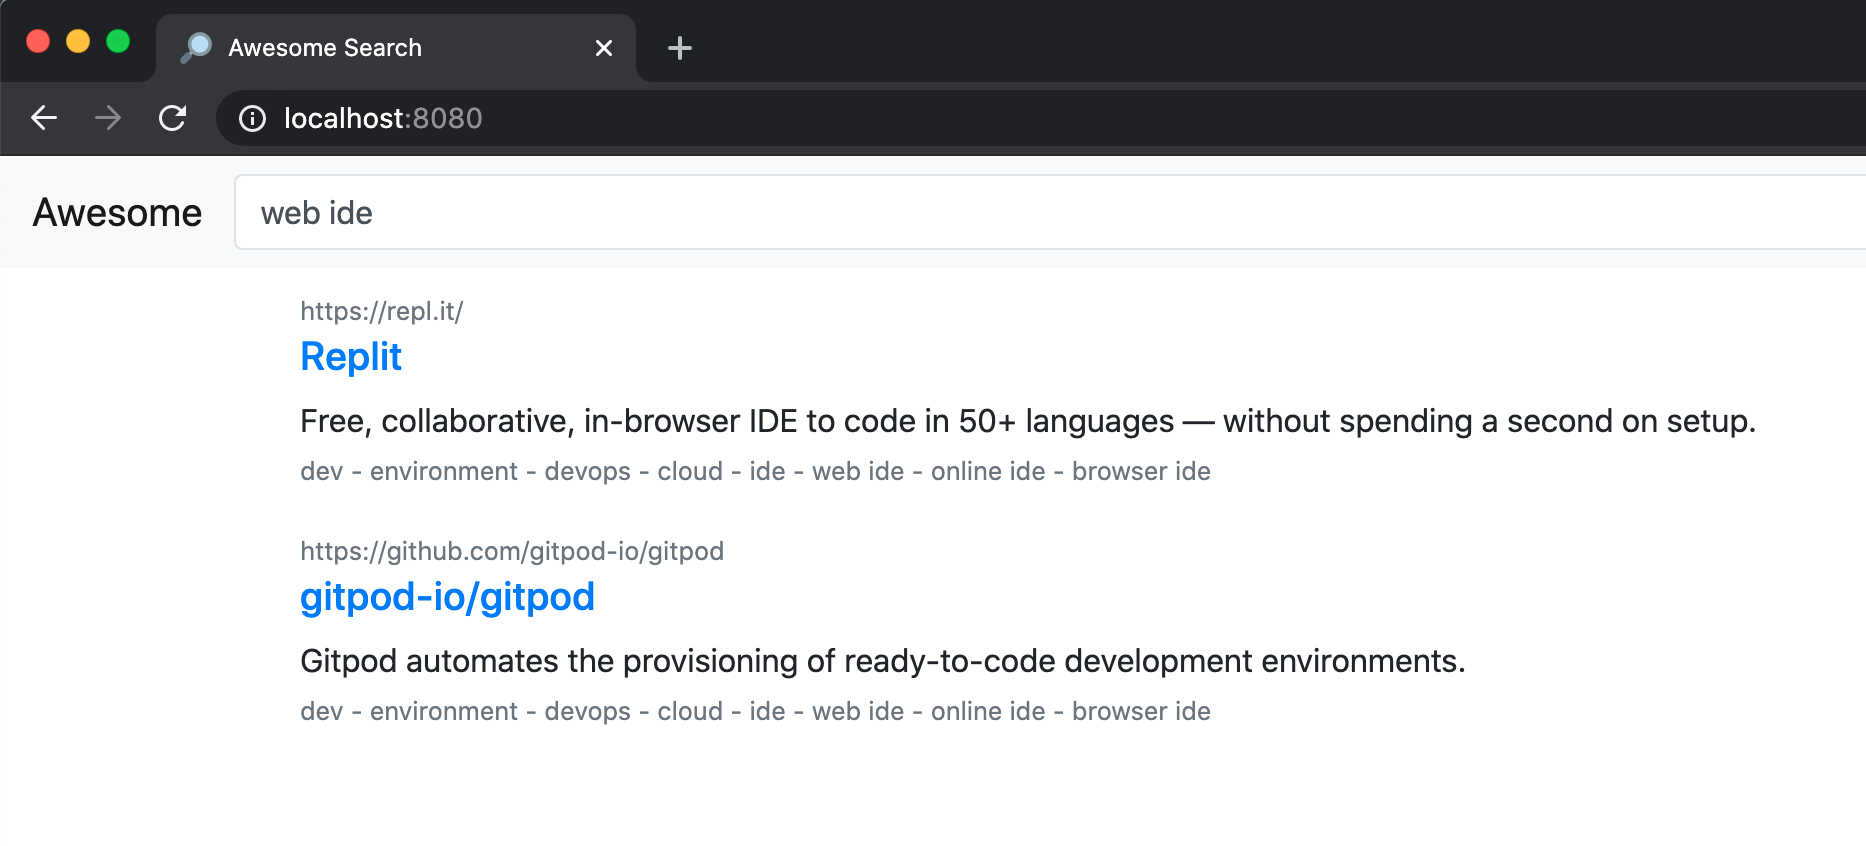 Awesome Search
localhost:8080
Awesome
web ide
https://repl.it/
Replit
Free, collaborative, in-browser IDE to code in 50+ languages — without spending a second on setup.
dev - environment - devops - cloud - ide - web ide - online ide - browser ide
https://github.com/gitpod-io/gitpod
gitpod-io/gitpod
Gitpod automates the provisioning of ready-to-code development environments.
dev - environment - devops - cloud - ide - web ide - online ide - browser ide